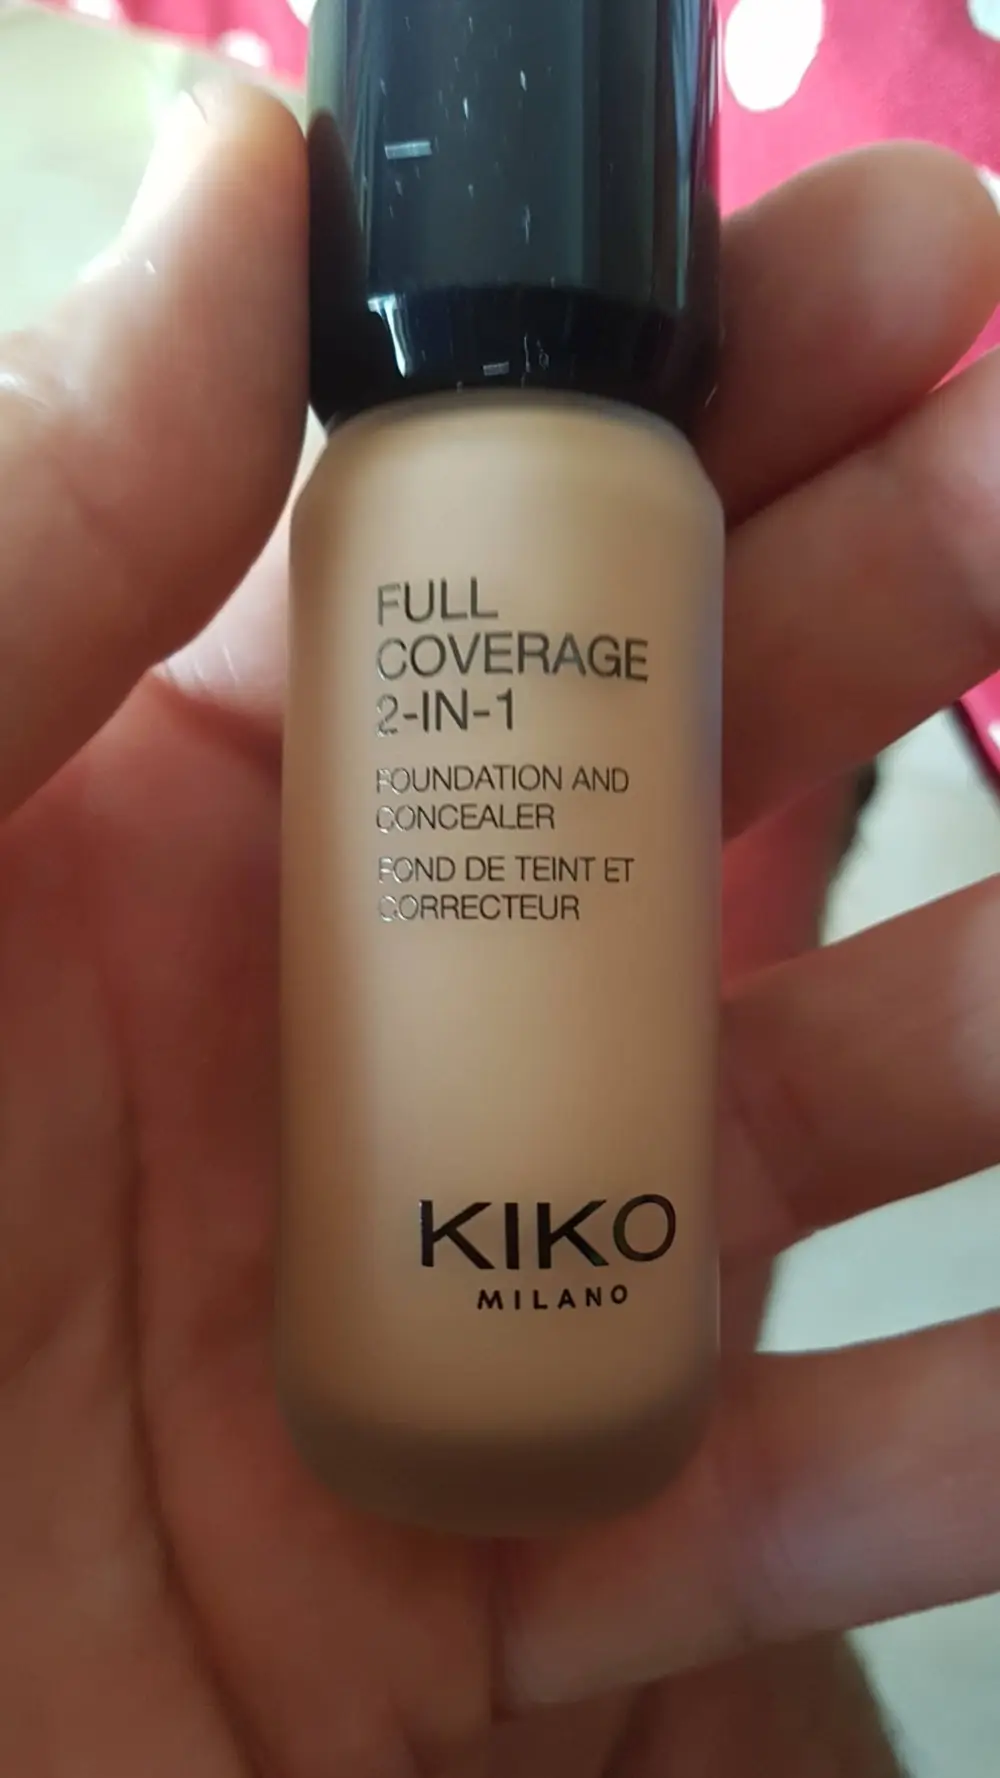 FULL
COVERAGE
2-IN-1
FOUNDATION AND
CONCEALER
FOND DE TEINT ET
CORRECTEUR
KIKO
MILANO